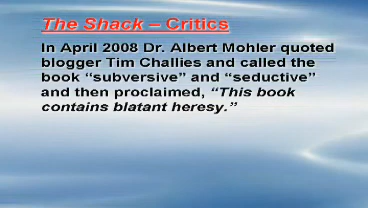 The Shack – Critics
In April 2008 Dr. Albert Mohler quoted
blogger Tim Challies and called the
book “subversive” and “seductive”
and then proclaimed, “This book
contains blatant heresy.”